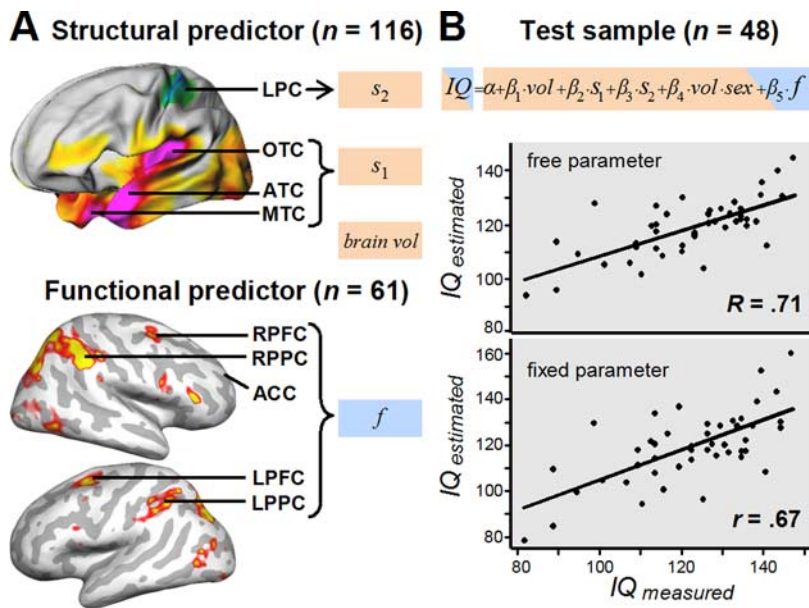 A Structural predictor (n = 116)
LPC
s₂
OTC
ATC
MTC
s₁
brain vol
Functional predictor (n = 61)
RPFC
RPPC
ACC
LPFC
LPPC
f
B Test sample (n = 48)
IQ=α+β₁·vol+β₂·s₁+β₃·s₂+β₄·vol·sex+β₅·f
free parameter
140
120
100
80
IQ estimated
R = .71
fixed parameter
160
140
120
100
80
IQ estimated
r = .67
80 100 120 140
IQ measured